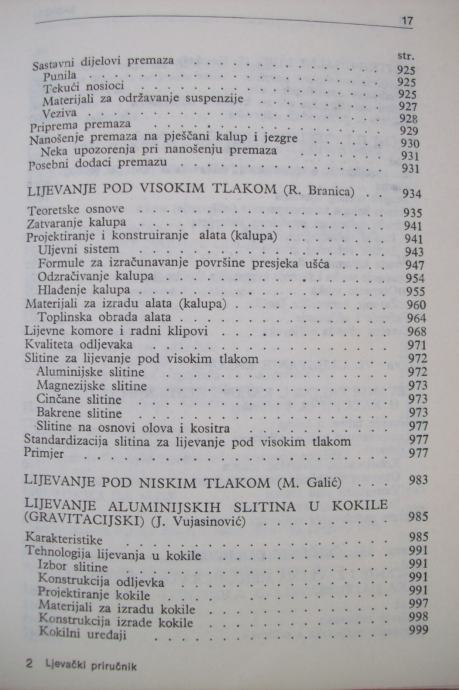 17
str.
Sastavni dijelovi premaza . . . . . . . . . . . 925
Punila . . . . . . . . . . . . . . . . 925
Tekući nosioci . . . . . . . . . . . . . . 925
Materijali za održavanje suspenzije . . . . . . . . 927
Veziva . . . . . . . . . . . . . . . . 928
Priprema premaza . . . . . . . . . . . . . 929
Nanošenje premaza na pješčani kalup i jezgre . . . . . 930
Neka upozorenja pri nanošenju premaza . . . . . . 931
Posebni dodaci premazu . . . . . . . . . . . 931
LIJEVANJE POD VISOKIM TLAKOM (R. Branica) . . 934
Teoretske osnove . . . . . . . . . . . . . 935
Zatvaranje kalupa . . . . . . . . . . . . . 941
Projektiranje i konstruiranje alata (kalupa) . . . . . . 941
Uljevni sistem . . . . . . . . . . . . . . 943
Formule za izračunavanje površine presjeka ušća . . . . 947
Odzračivanje kalupa . . . . . . . . . . . . 954
Hlađenje kalupa . . . . . . . . . . . . . 955
Materijali za izradu alata (kalupa) . . . . . . . . . 960
Toplinska obrada alata . . . . . . . . . . . 964
Lijevne komore i radni klipovi . . . . . . . . . . 968
Kvaliteta odljevaka . . . . . . . . . . . . . 971
Slitine za lijevanje pod visokim tlakom . . . . . . . 972
Aluminijske slitine . . . . . . . . . . . . 972
Magnezijske slitine . . . . . . . . . . . . 973
Cinčane slitine . . . . . . . . . . . . . 973
Bakrene slitine . . . . . . . . . . . . . 973
Slitine na osnovi olova i kositra . . . . . . . . 977
Standardizacija slitina za lijevanje pod visokim tlakom . . 977
Primjer . . . . . . . . . . . . . . . . 977
LIJEVANJE POD NISKIM TLAKOM (M. Galić) . . . 983
LIJEVANJE ALUMINIJSKIH SLITINA U KOKILE
(GRAVITACIJSKI) (J. Vujasinović) . . . . . . . 985
Karakteristike . . . . . . . . . . . . . . 985
Tehnologija lijevanja u kokile . . . . . . . . . . 991
Izbor slitine . . . . . . . . . . . . . . 991
Konstrukcija odljevka . . . . . . . . . . . 991
Projektiranje kokile . . . . . . . . . . . . 991
Materijali za izradu kokile . . . . . . . . . . 997
Konstrukcija izrade kokile . . . . . . . . . . 998
Kokilni uređaji . . . . . . . . . . . . . 999
2 Ljevački priručnik